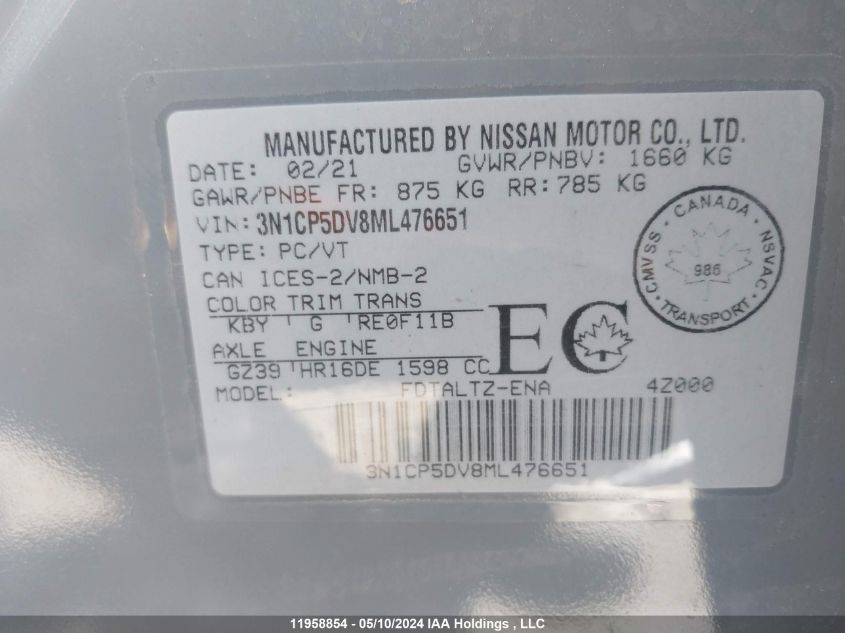 MANUFACTURED BY NISSAN MOTOR CO., LTD.
DATE: 02/21 GVWR/PNBV: 1660 KG
GAWR/PNBE FR: 875 KG RR: 785 KG
VIN: 3N1CP5DV8ML476651
TYPE: PC/VT
CAN ICES-2/NMB-2
COLOR TRIM TRANS
KBY G RE0F11B
AXLE ENGINE
GZ39 HR16DE 1598 CC
MODEL: FDTALTZ-ENA 4Z000
EC
CANADA
CMVSS 986 NSVAC
TRANSPORT
3N1CP5DV8ML476651
11958854 - 05/10/2024 IAA Holdings , LLC